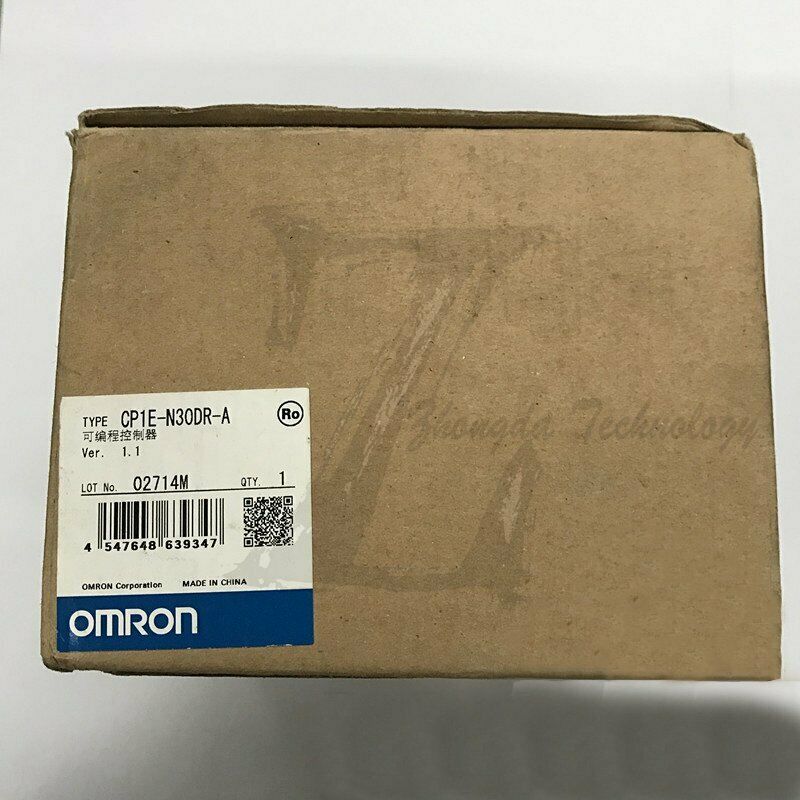 TYPE CP1E-N30DR-A
Ro
可编程控制器
Ver. 1.1
LOT No. 02714M QTY. 1
4 547648 639347
OMRON Corporation MADE IN CHINA
OMRON
Z
Technology